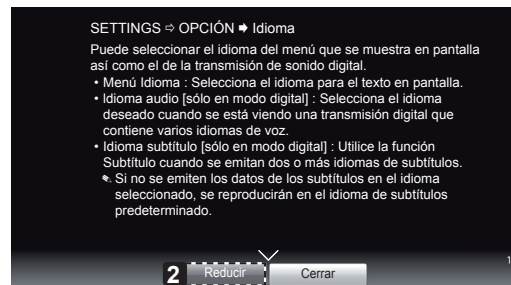 SETTINGS ⇨ OPCIÓN ➡ Idioma
Puede seleccionar el idioma del menú que se muestra en pantalla
así como el de la transmisión de sonido digital.
• Menú Idioma : Selecciona el idioma para el texto en pantalla.
• Idioma audio [sólo en modo digital] : Selecciona el idioma
deseado cuando se está viendo una transmisión digital que
contiene varios idiomas de voz.
• Idioma subtítulo [sólo en modo digital] : Utilice la función
Subtítulo cuando se emitan dos o más idiomas de subtítulos.
✎ Si no se emiten los datos de los subtítulos en el idioma
seleccionado, se reproducirán en el idioma de subtítulos
predeterminado.
1
2 Reducir Cerrar